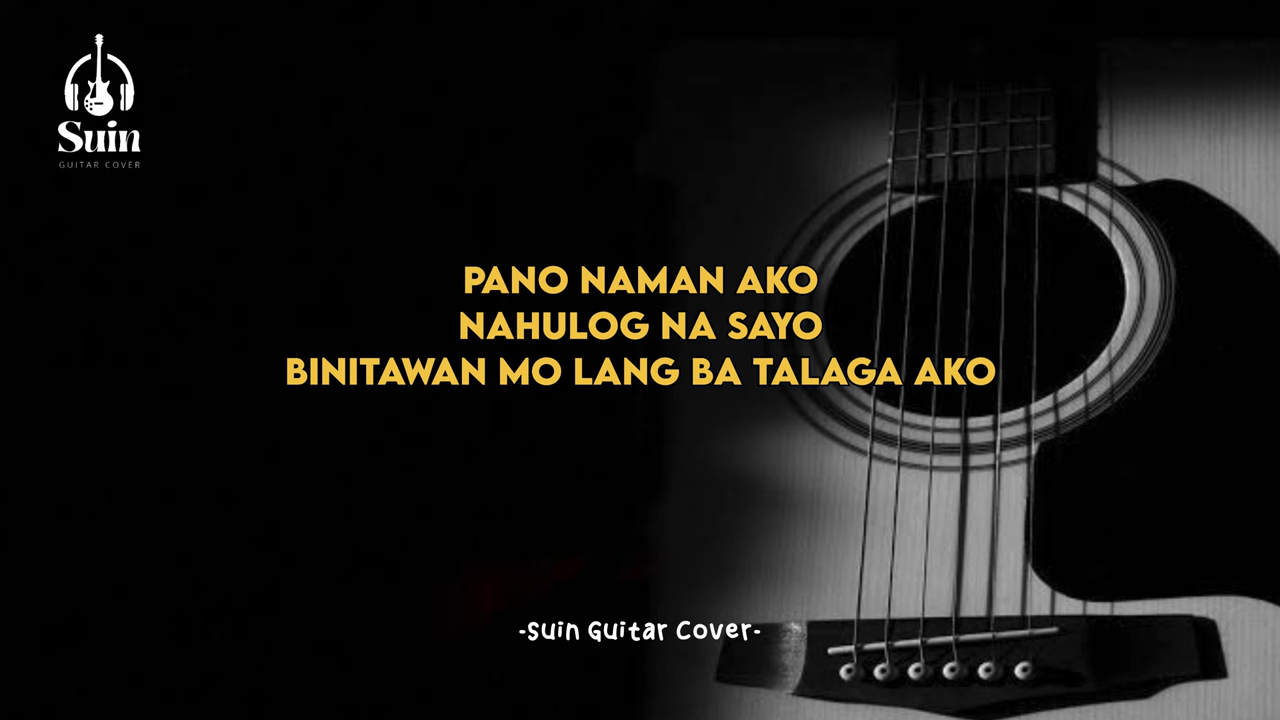 Suin
GUITAR COVER
PANO NAMAN AKO
NAHULOG NA SAYO
BINITAWAN MO LANG BA TALAGA AKO
-Suin Guitar Cover-